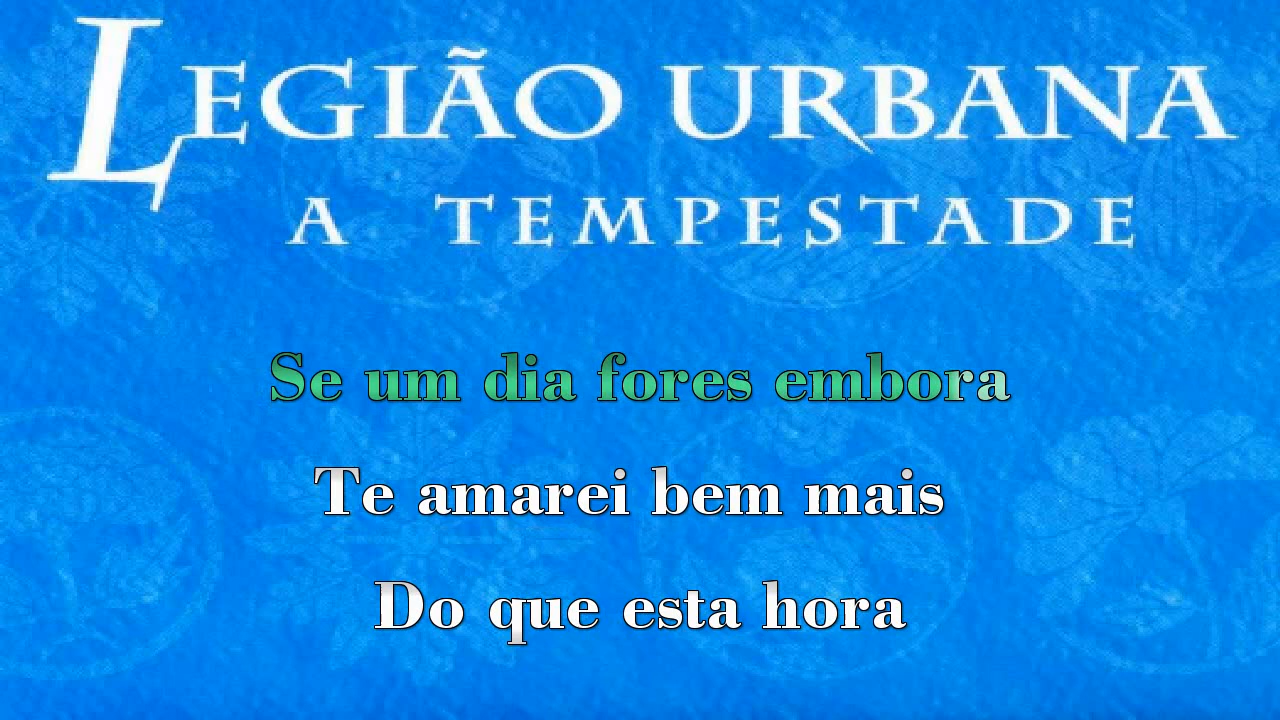 LEGIÃO URBANA
A TEMPESTADE
Se um dia fores embora
Te amarei bem mais
Do que esta hora